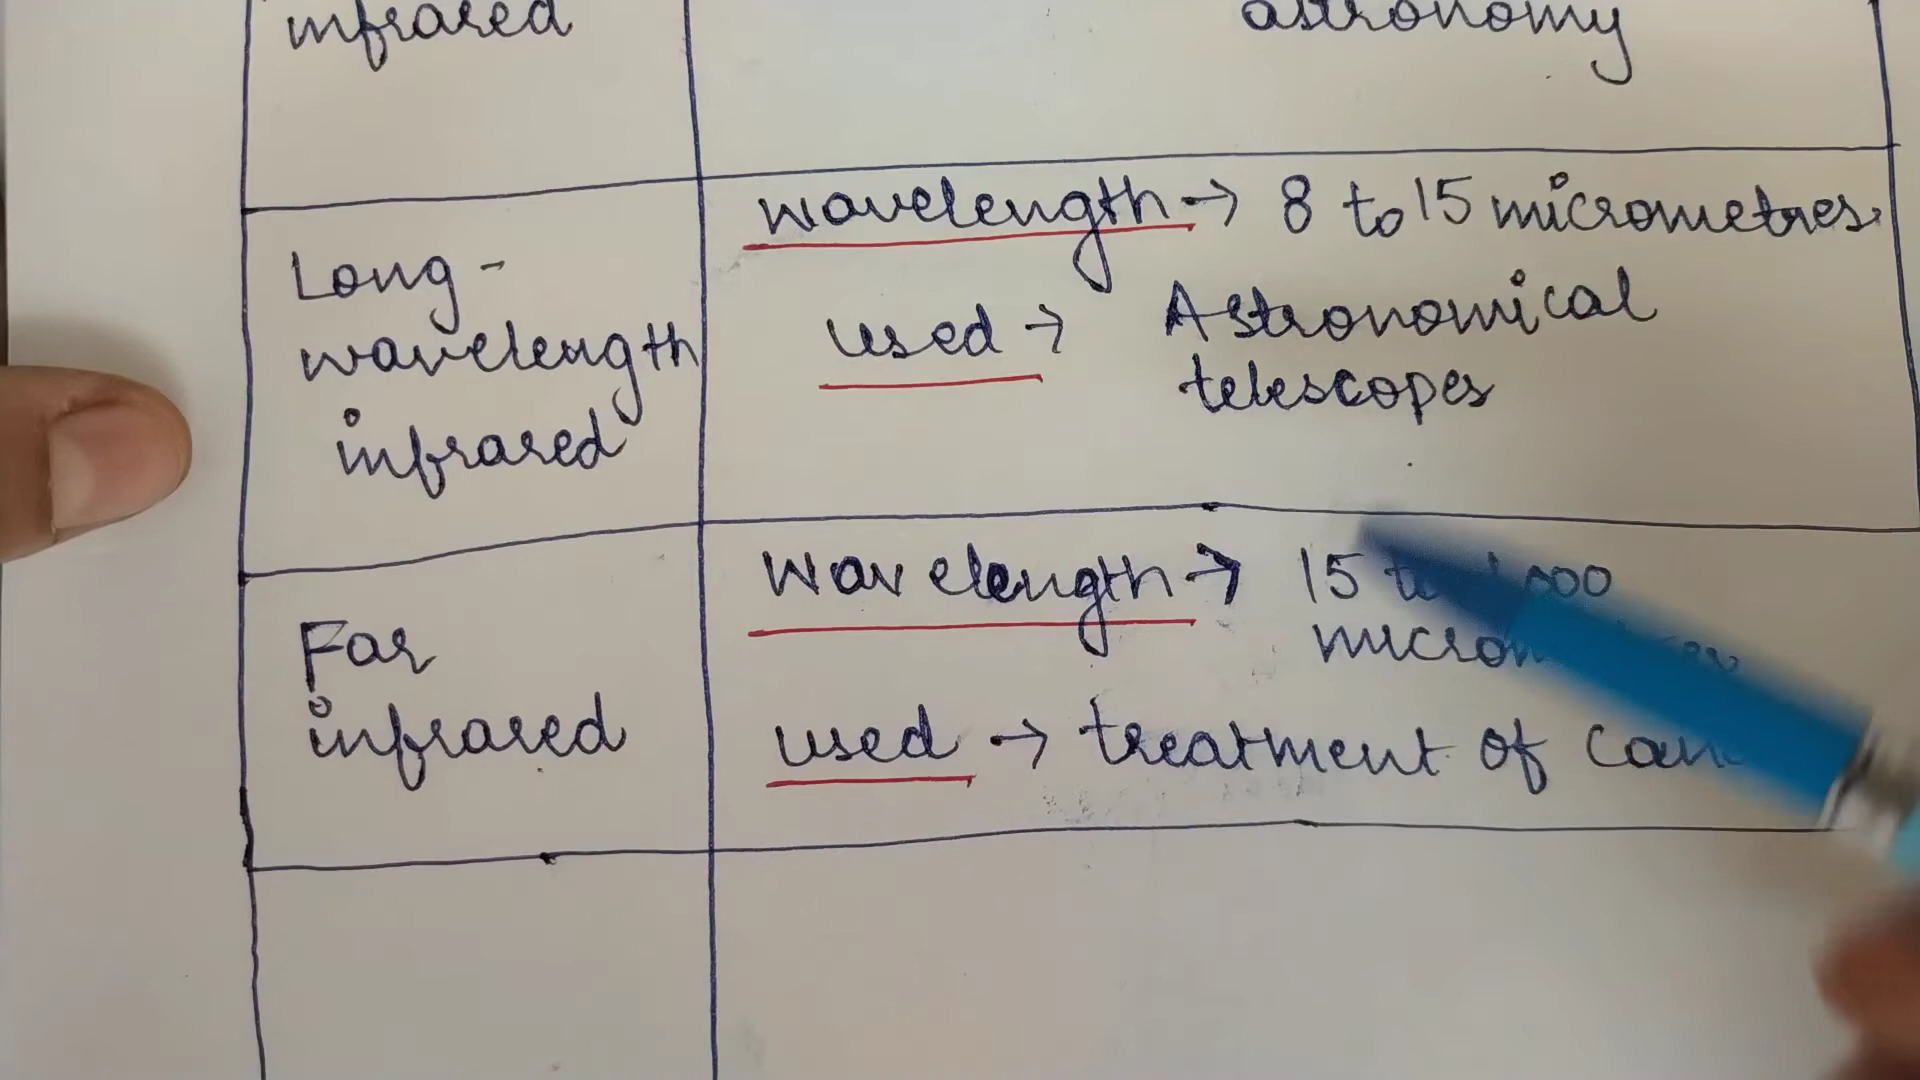 infrared
astronomy
Long-
wavelength
infrared
wavelength → 8 to 15 micrometres
used → Astronomical
telescopes
Far
infrared
Wavelength → 15
used → treatment of